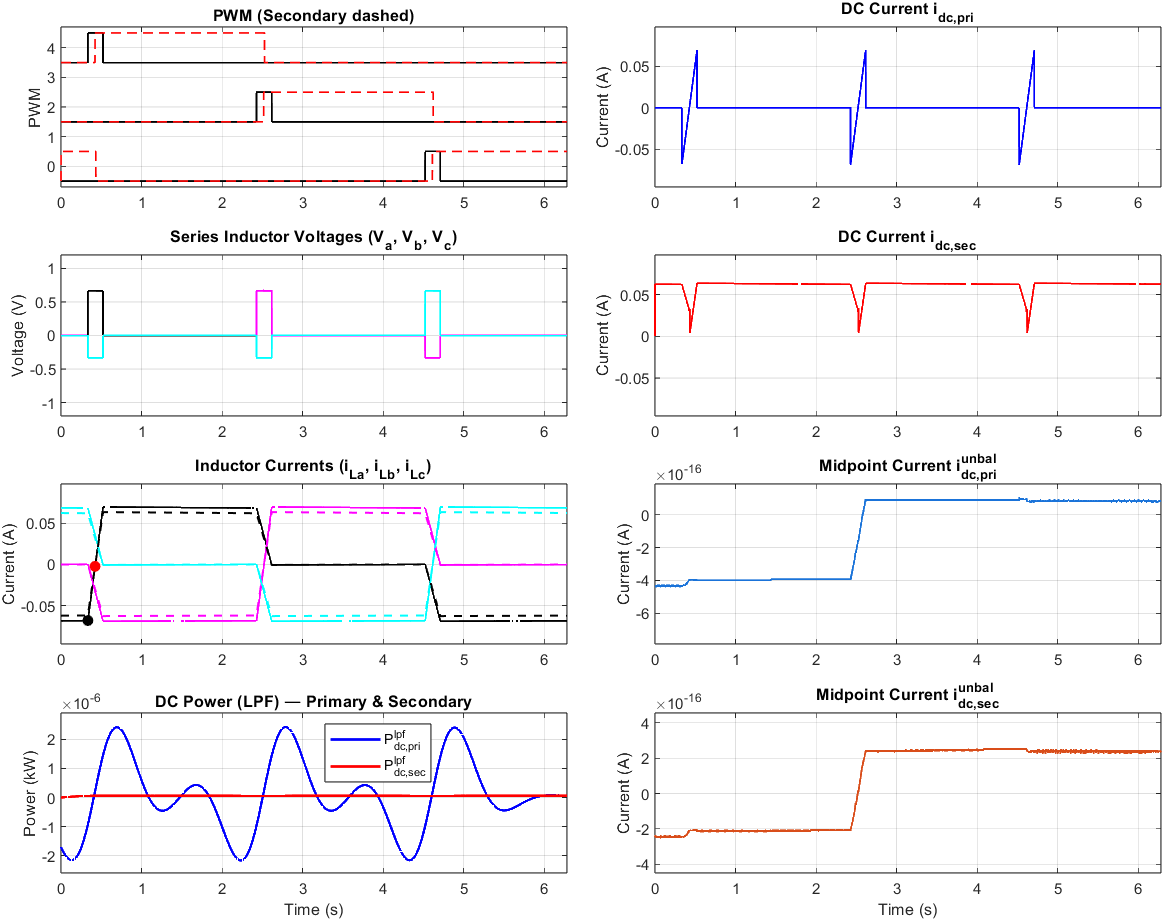 PWM (Secondary dashed)
PWM
4
3
2
1
0
0 1 2 3 4 5 6
DC Current i_dc,pri
Current (A)
0.05
0
-0.05
0 1 2 3 4 5 6
Series Inductor Voltages (V_a, V_b, V_c)
Voltage (V)
1
0.5
0
-0.5
-1
0 1 2 3 4 5 6
DC Current i_dc,sec
Current (A)
0.05
0
-0.05
0 1 2 3 4 5 6
Inductor Currents (i_La, i_Lb, i_Lc)
Current (A)
0.05
0
-0.05
0 1 2 3 4 5 6
Midpoint Current i^unbal_dc,pri
×10^-16
Current (A)
0
-2
-4
-6
0 1 2 3 4 5 6
DC Power (LPF) — Primary & Secondary
×10^-6
Power (kW)
2
1
0
-1
-2
P^lpf_dc,pri
P^lpf_dc,sec
0 1 2 3 4 5 6
Time (s)
Midpoint Current i^unbal_dc,sec
×10^-16
Current (A)
4
2
0
-2
-4
0 1 2 3 4 5 6
Time (s)